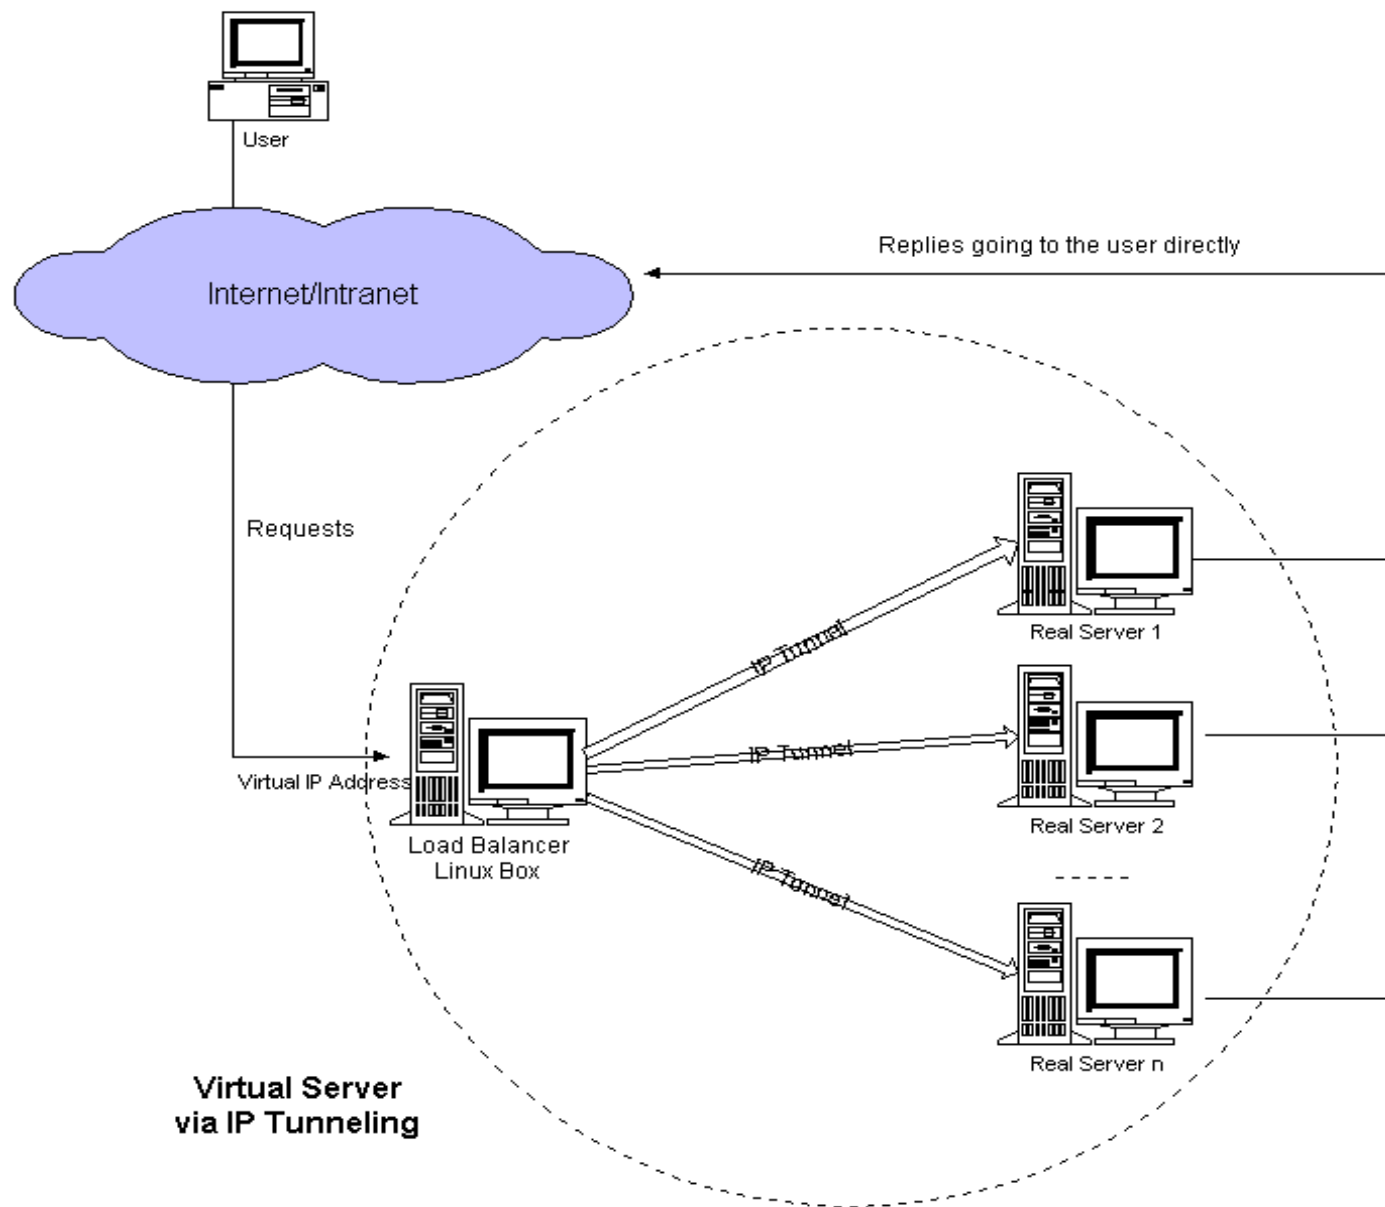 User
Internet/Intranet
Replies going to the user directly
Requests
Real Server 1
IP Tunnel
Virtual IP Address
IP Tunnel
Real Server 2
Load Balancer
Linux Box
IP Tunnel
Real Server n
Virtual Server
via IP Tunneling